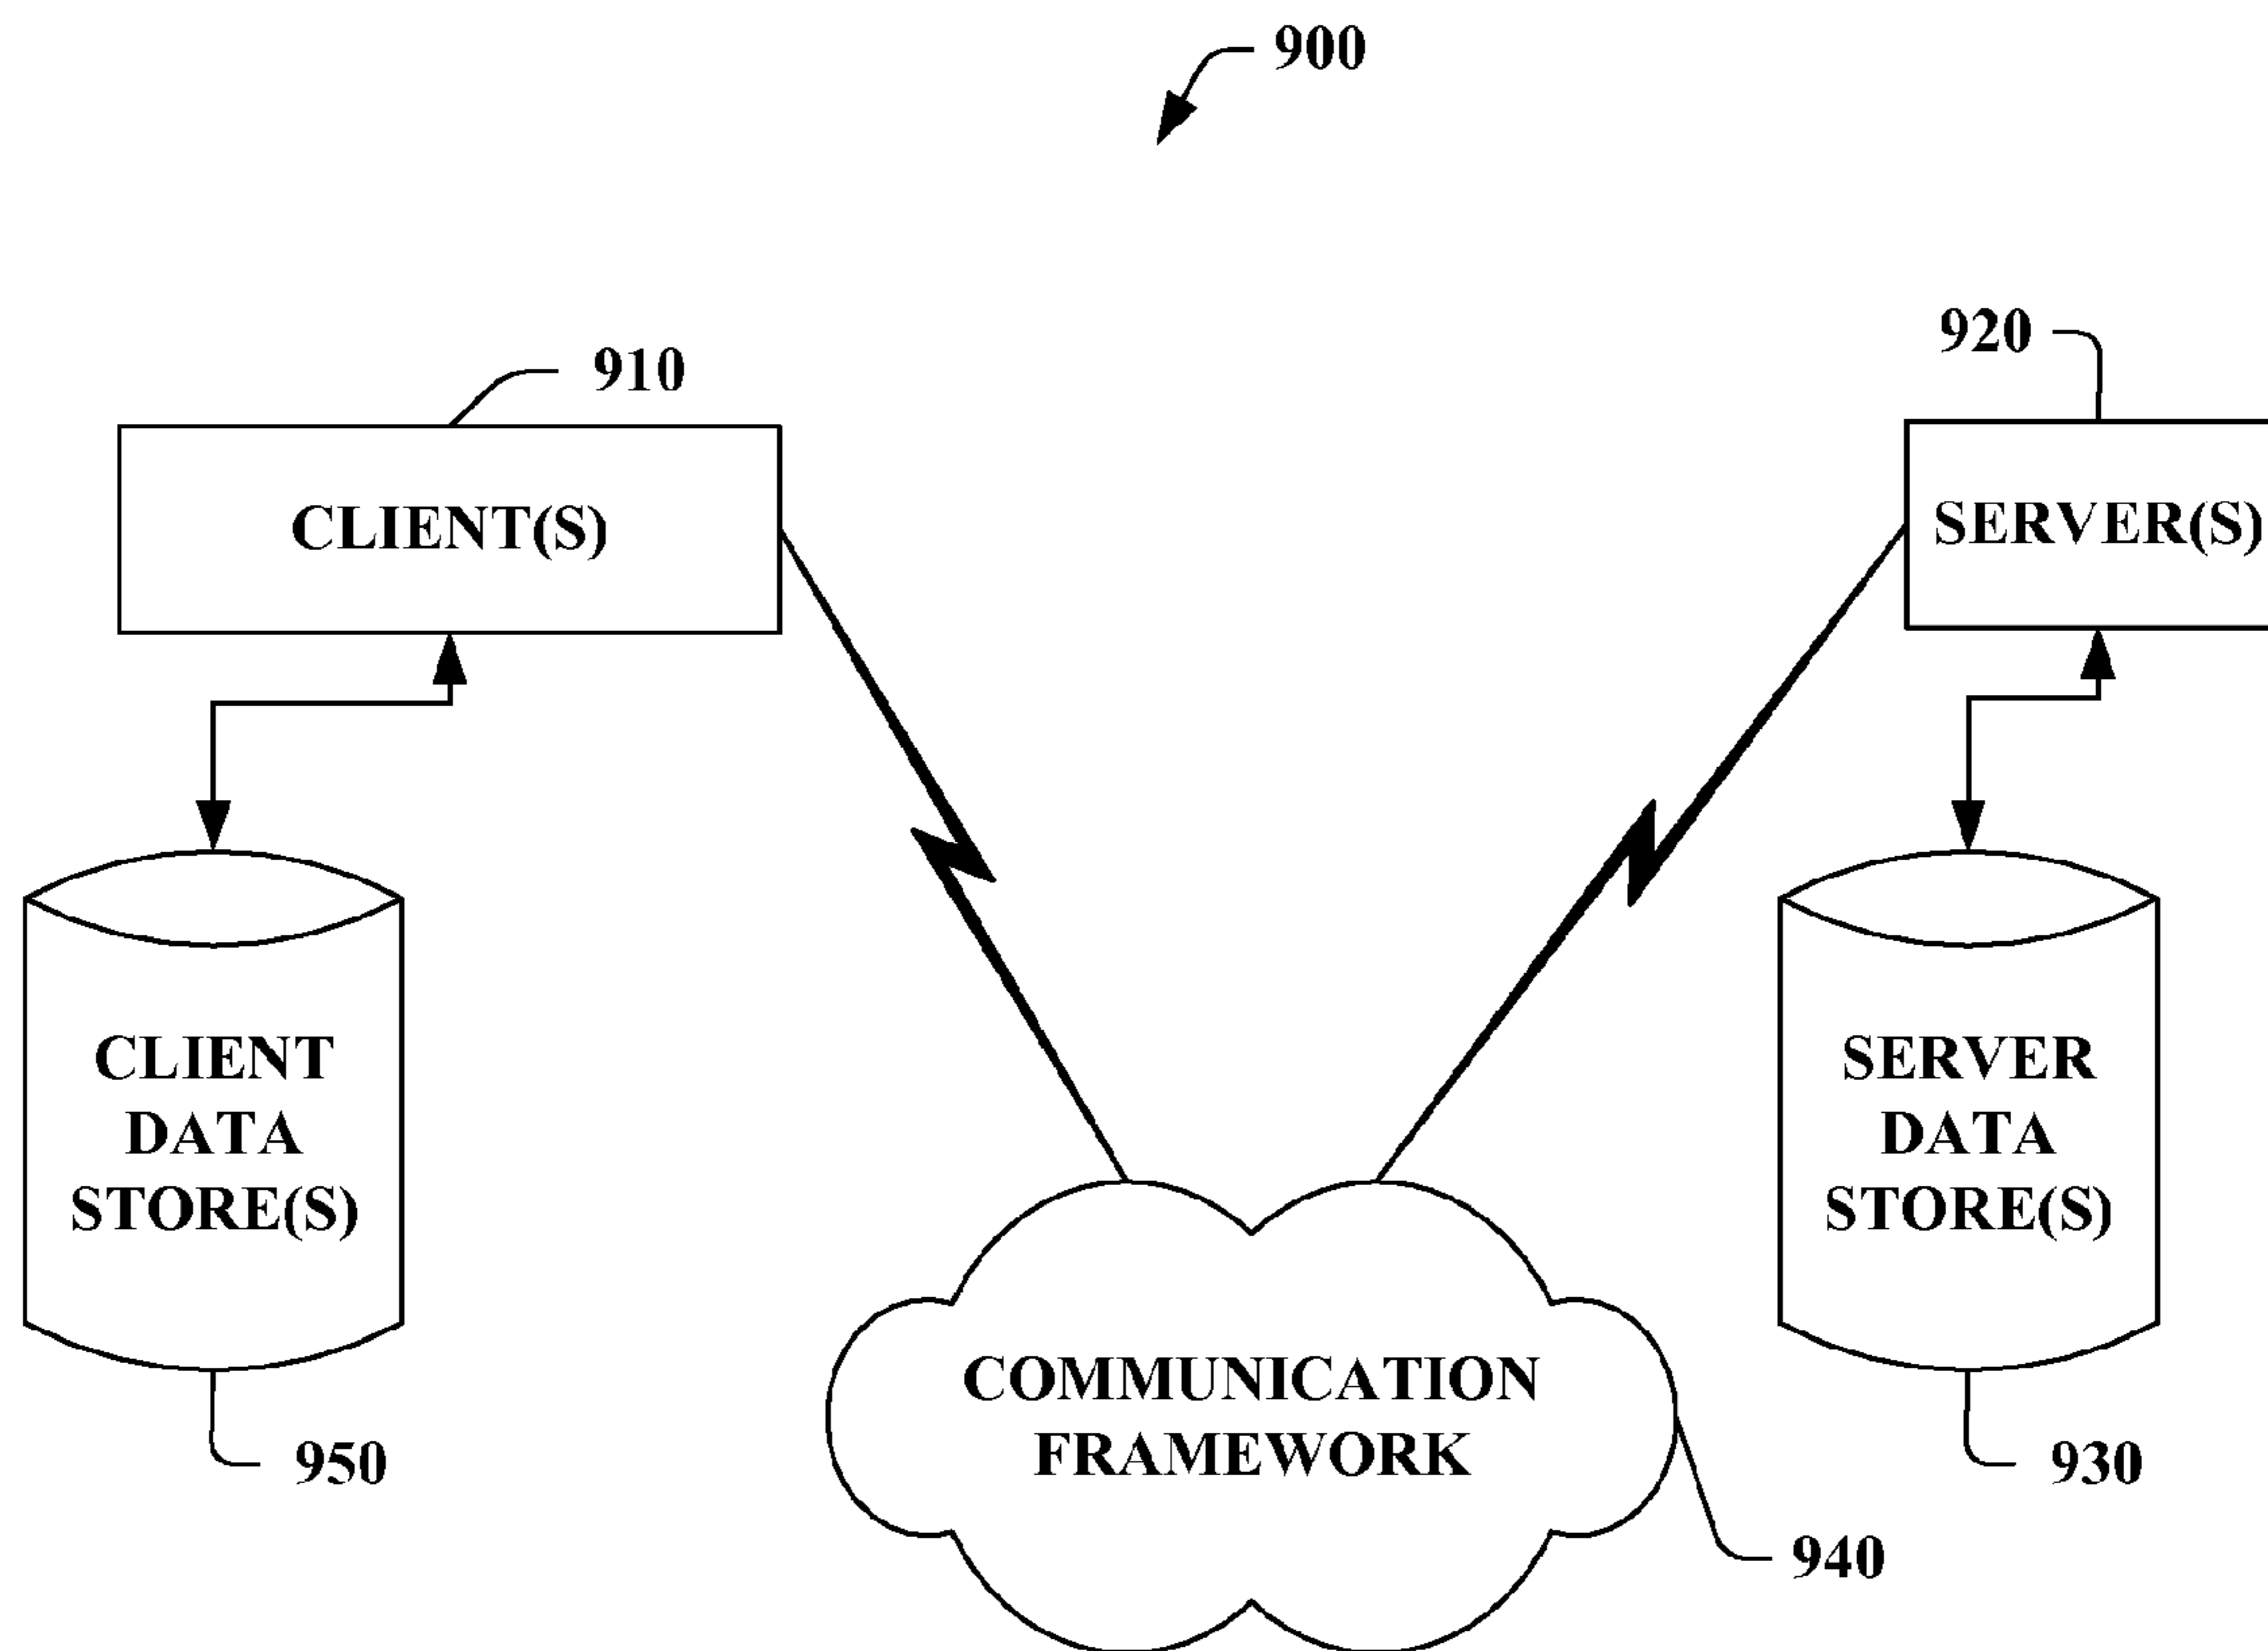 900
910
920
CLIENT(S)
SERVER(S)
CLIENT
DATA
STORE(S)
SERVER
DATA
STORE(S)
COMMUNICATION
FRAMEWORK
950
930
940